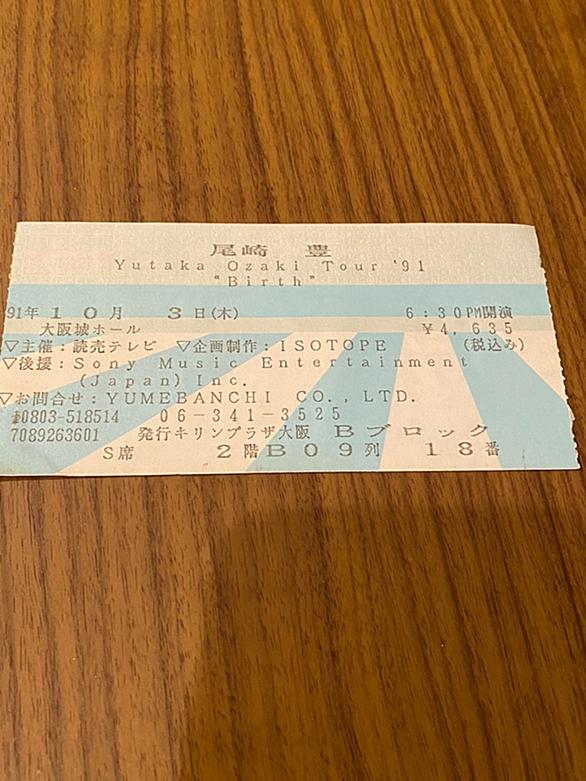 尾崎 豊
Yutaka Ozaki Tour '91
"Birth"
91年 10月 3日(木) 6:30PM開演
大阪城ホール ¥4,635
▽主催:読売テレビ ▽企画制作:ISOTOPE (税込み)
▽後援:Sony Music Entertainment
(Japan) Inc.
▽お問合せ:YUMEBANCHI CO., LTD.
10803-518514 06-341-3525
7089263601 発行キリンプラザ大阪 Bブロック
S席 2階B09列 18番